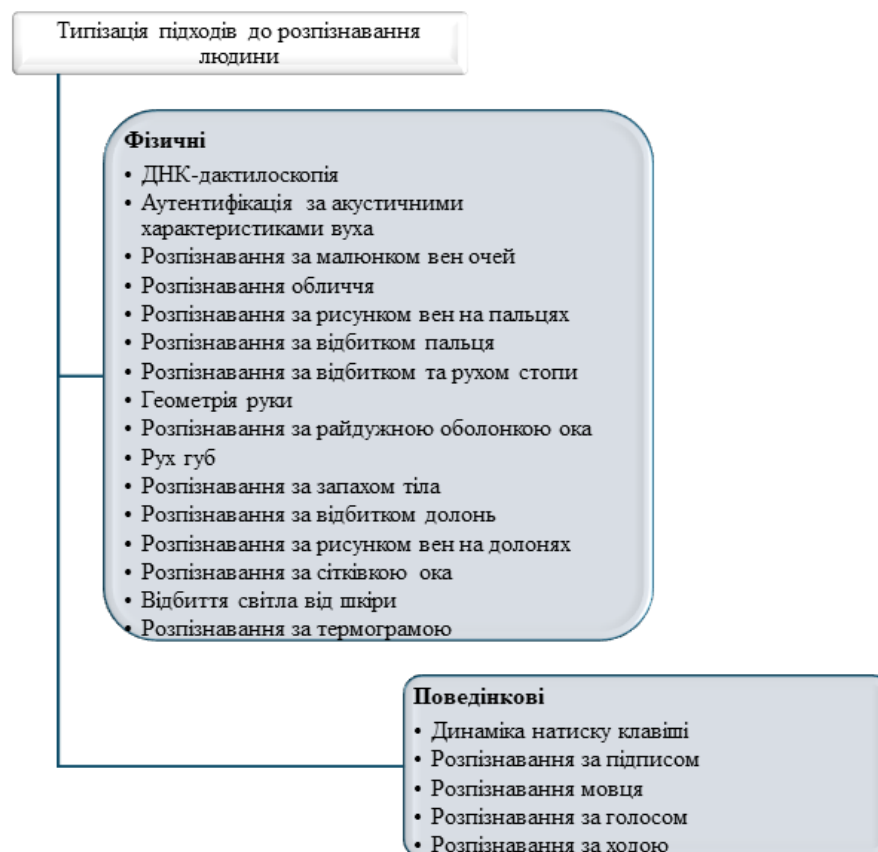 Типізація підходів до розпізнавання
людини
Фізичні
• ДНК-дактилоскопія
• Аутентифікація за акустичними
характеристиками вуха
• Розпізнавання за малюнком вен очей
• Розпізнавання обличчя
• Розпізнавання за рисунком вен на пальцях
• Розпізнавання за відбитком пальця
• Розпізнавання за відбитком та рухом стопи
• Геометрія руки
• Розпізнавання за райдужною оболонкою ока
• Рух губ
• Розпізнавання за запахом тіла
• Розпізнавання за відбитком долонь
• Розпізнавання за рисунком вен на долонях
• Розпізнавання за сітківкою ока
• Відбиття світла від шкіри
• Розпізнавання за термограмою
Поведінкові
• Динаміка натиску клавіші
• Розпізнавання за підписом
• Розпізнавання мовця
• Розпізнавання за голосом
• Розпізнавання за ходою